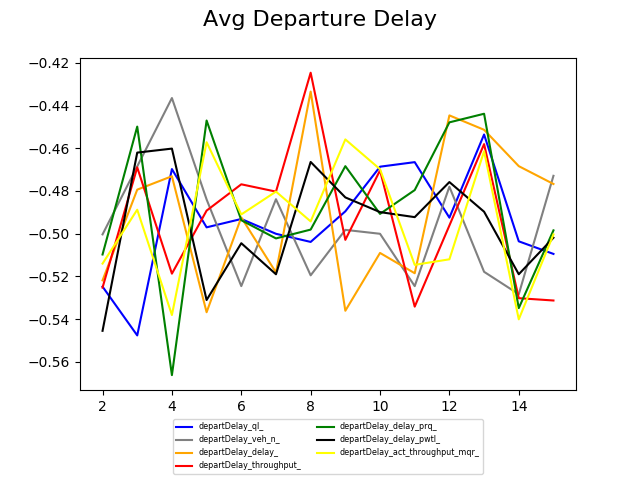 Avg Departure Delay
−0.42
−0.44
−0.46
−0.48
−0.50
−0.52
−0.54
−0.56
2 4 6 8 10 12 14
departDelay_ql_
departDelay_veh_n_
departDelay_delay_
departDelay_throughput_
departDelay_delay_prq_
departDelay_delay_pwtl_
departDelay_act_throughput_mqr_